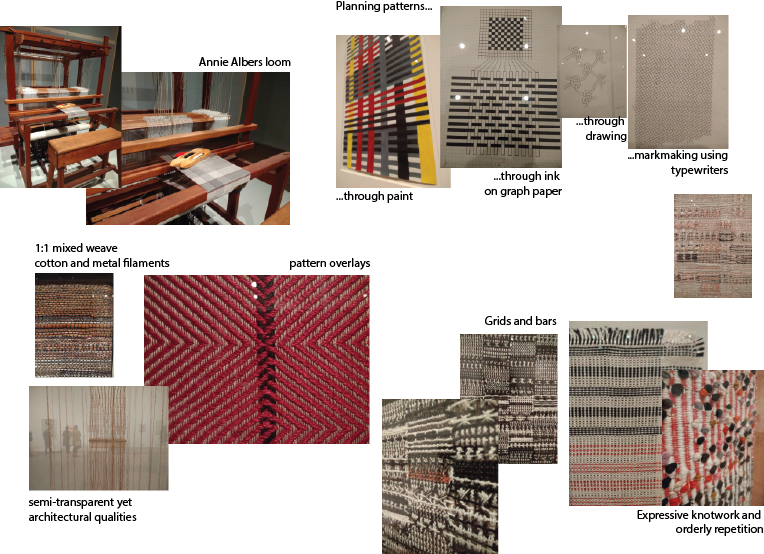 Planning patterns...
Annie Albers loom
...through
drawing
...markmaking using
typewriters
...through ink
on graph paper
...through paint
1:1 mixed weave
cotton and metal filaments
pattern overlays
Grids and bars
semi-transparent yet
architectural qualities
Expressive knotwork and
orderly repetition